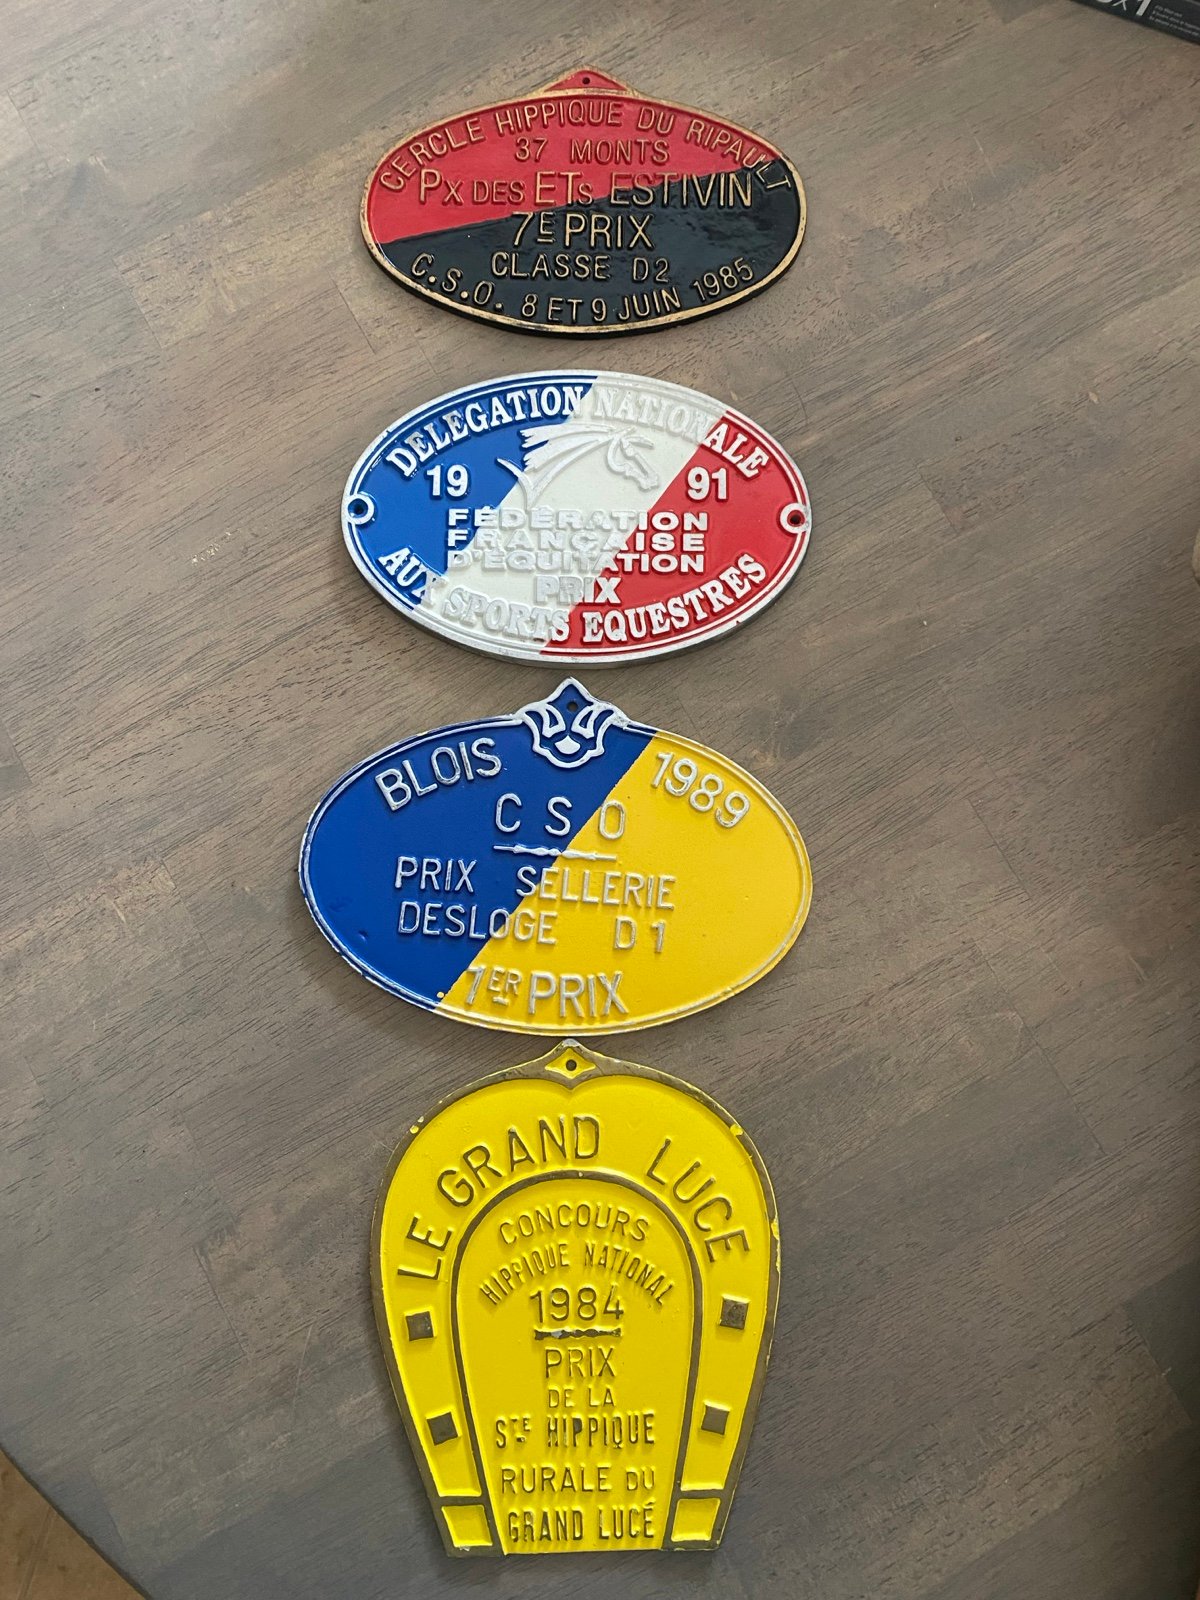 CERCLE HIPPIQUE DU RIPAULT
37 MONTS
PX DES ETS ESTIVIN
7E PRIX
CLASSE D2
C.S.O. 8 ET 9 JUIN 1985
DELEGATION NATIONALE
19 91
FÉDÉRATION
FRANÇAISE
D'EQUITATION
PRIX
AUX SPORTS EQUESTRES
BLOIS 1989
C S O
PRIX SELLERIE
DESLOGE D1
1ER PRIX
LE GRAND LUCE
CONCOURS
HIPPIQUE NATIONAL
1984
PRIX
DE LA
STE HIPPIQUE
RURALE DU
GRAND LUCÉ